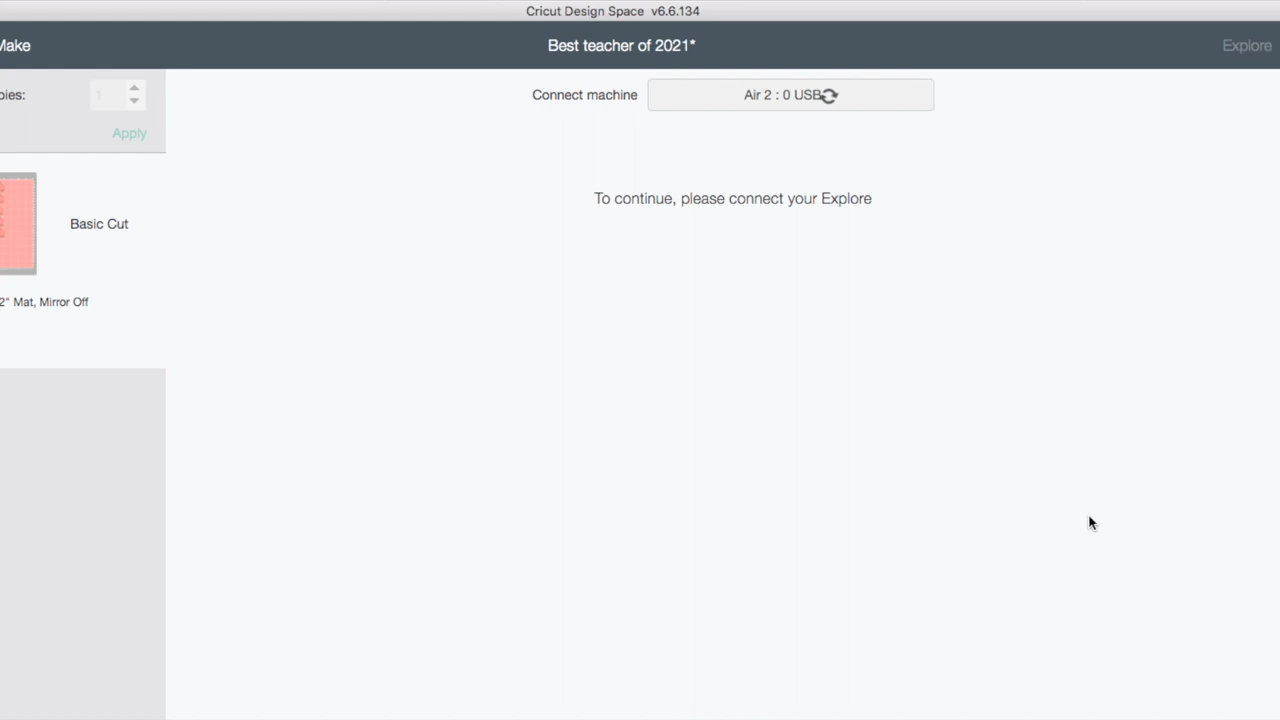 Cricut Design Space v6.6.134
Make
Best teacher of 2021*
Explore
pies:
1
Connect machine
Air 2 : 0 USB
Apply
To continue, please connect your Explore
Basic Cut
2" Mat, Mirror Off